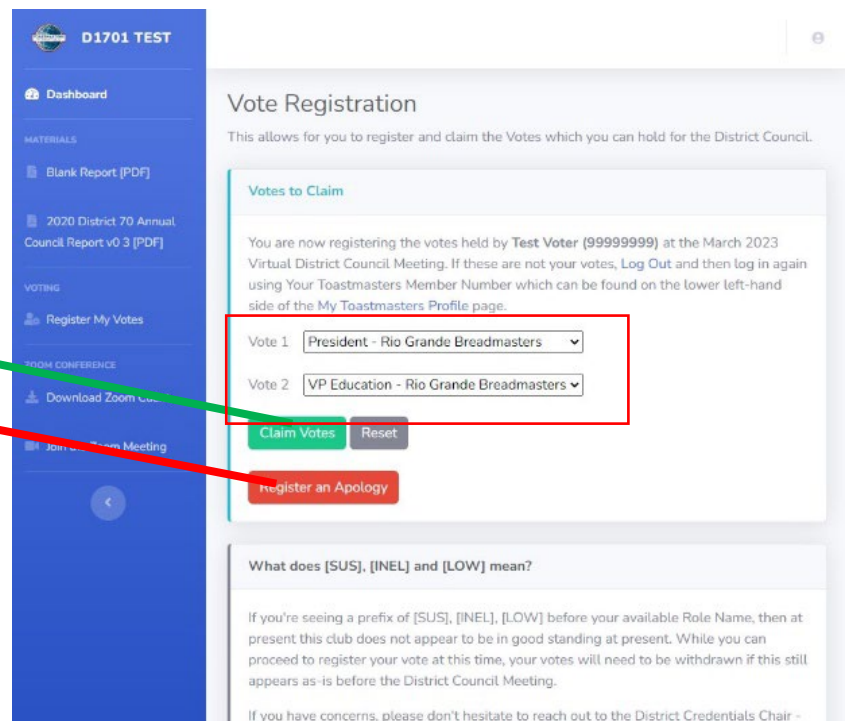 D1701 TEST
Dashboard
MATERIALS
Blank Report [PDF]
2020 District 70 Annual
Council Report v0 3 [PDF]
VOTING
Register My Votes
ZOOM CONFERENCE
Download Zoom
Join Zoom Meeting
Vote Registration
This allows for you to register and claim the Votes which you can hold for the District Council.
Votes to Claim
You are now registering the votes held by Test Voter (99999999) at the March 2023
Virtual District Council Meeting. If these are not your votes, Log Out and then log in again
using Your Toastmasters Member Number which can be found on the lower left-hand
side of the My Toastmasters Profile page.
Vote 1 President - Rio Grande Breadmasters
Vote 2 VP Education - Rio Grande Breadmasters
Claim Votes Reset
Register an Apology
What does [SUS], [INEL] and [LOW] mean?
If you're seeing a prefix of [SUS], [INEL], [LOW] before your available Role Name, then at
present this club does not appear to be in good standing at present. While you can
proceed to register your vote at this time, your votes will need to be withdrawn if this still
appears as-is before the District Council Meeting.
If you have concerns, please don't hesitate to reach out to the District Credentials Chair -